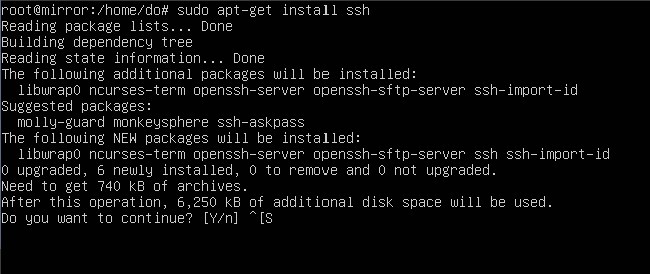 root@mirror:/home/do# sudo apt-get install ssh
Reading package lists... Done
Building dependency tree
Reading state information... Done
The following additional packages will be installed:
  libwrap0 ncurses-term openssh-server openssh-sftp-server ssh-import-id
Suggested packages:
  molly-guard monkeysphere ssh-askpass
The following NEW packages will be installed:
  libwrap0 ncurses-term openssh-server openssh-sftp-server ssh ssh-import-id
0 upgraded, 6 newly installed, 0 to remove and 0 not upgraded.
Need to get 740 kB of archives.
After this operation, 6,250 kB of additional disk space will be used.
Do you want to continue? [Y/n] ^[S